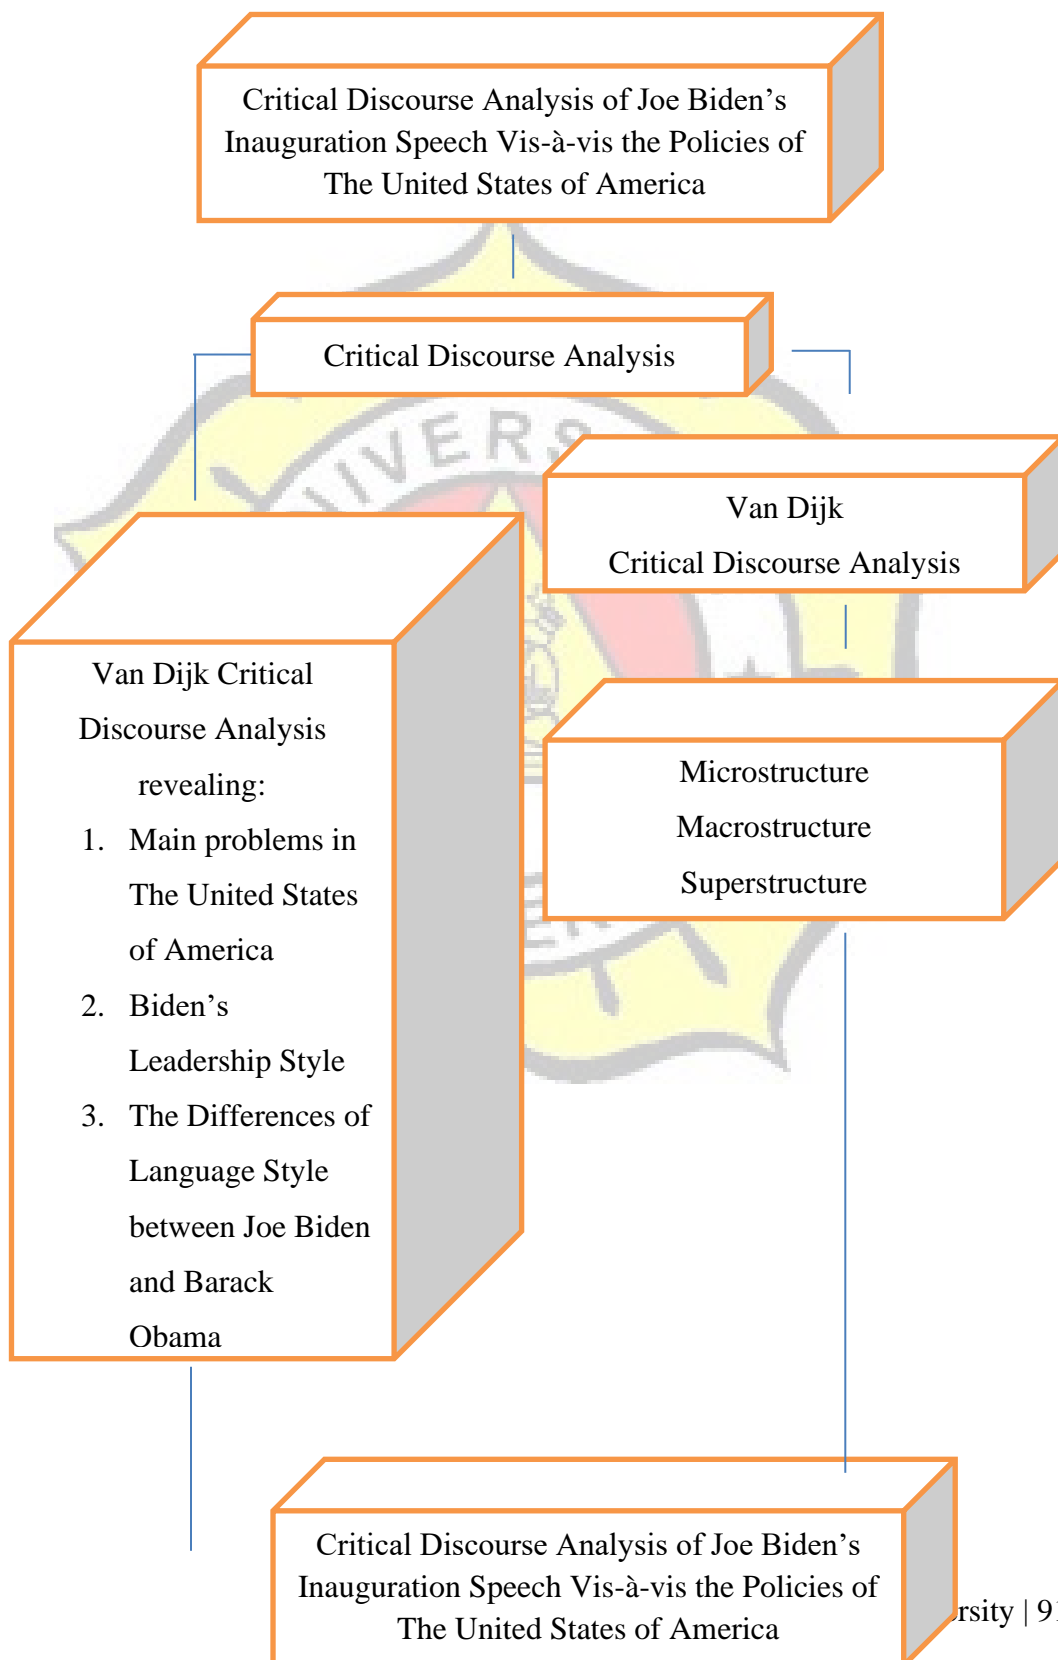 Critical Discourse Analysis of Joe Biden’s
Inauguration Speech Vis-à-vis the Policies of
The United States of America
Critical Discourse Analysis
UNIVERS
Van Dijk
Critical Discourse Analysis
Van Dijk Critical
Discourse Analysis
revealing:
1. Main problems in
The United States
of America
2. Biden’s
Leadership Style
3. The Differences of
Language Style
between Joe Biden
and Barack
Obama
Microstructure
Macrostructure
Superstructure
Critical Discourse Analysis of Joe Biden’s
Inauguration Speech Vis-à-vis the Policies of
The United States of America
rsity | 91